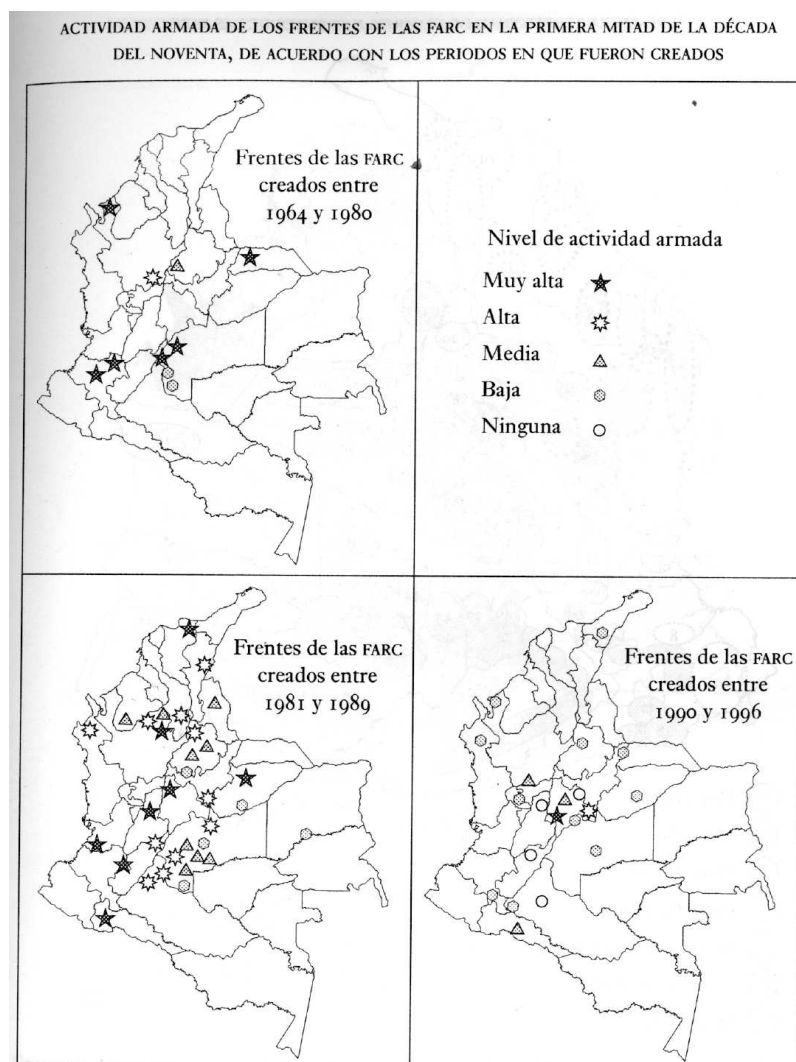 ACTIVIDAD ARMADA DE LOS FRENTES DE LAS FARC EN LA PRIMERA MITAD DE LA DÉCADA
DEL NOVENTA, DE ACUERDO CON LOS PERIODOS EN QUE FUERON CREADOS
Frentes de las FARC
creados entre
1964 y 1980
Nivel de actividad armada
Muy alta
Alta
Media
Baja
Ninguna
Frentes de las FARC
creados entre
1981 y 1989
Frentes de las FARC
creados entre
1990 y 1996